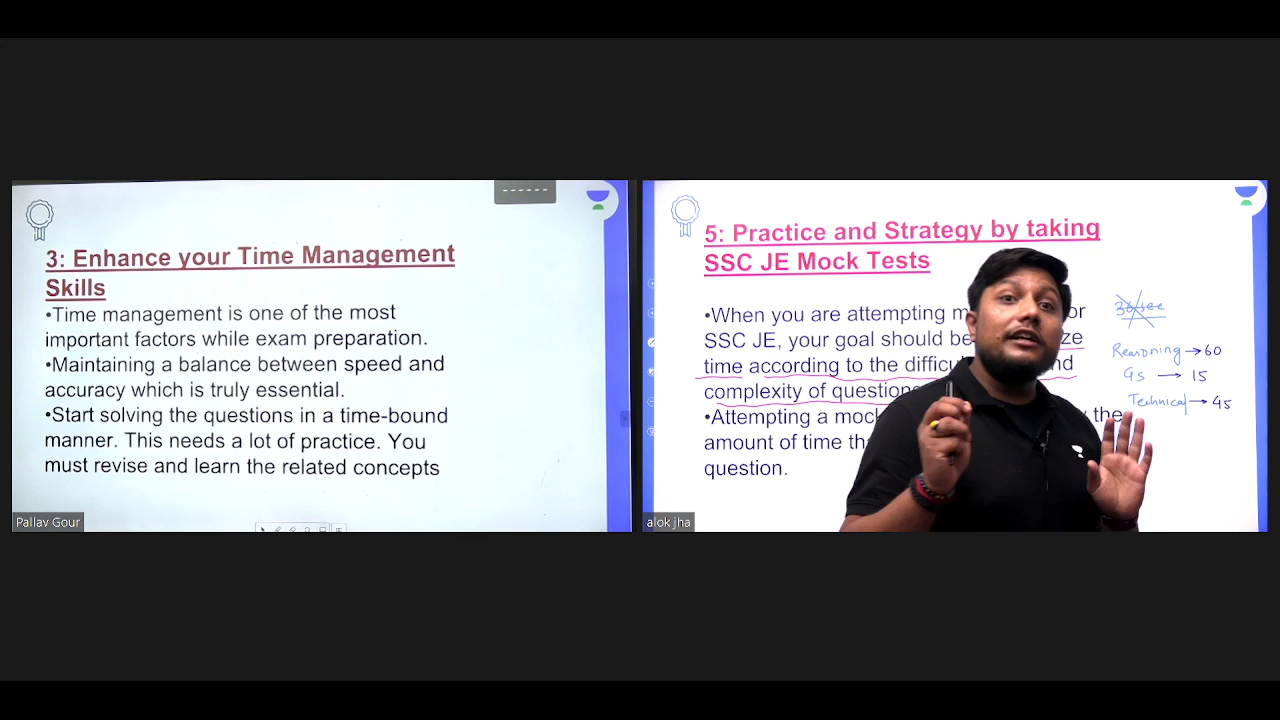 3: Enhance your Time Management
Skills
•Time management is one of the most
important factors while exam preparation.
•Maintaining a balance between speed and
accuracy which is truly essential.
•Start solving the questions in a time-bound
manner. This needs a lot of practice. You
must revise and learn the related concepts
Pallav Gour
5: Practice and Strategy by taking
SSC JE Mock Tests
•When you are attempting
SSC JE, your goal should be
time according to the
complexity of
•Attempting a mock the
amount of time
question.
Reasoning → 60
Gs → 15
Technical → 45
alok jha